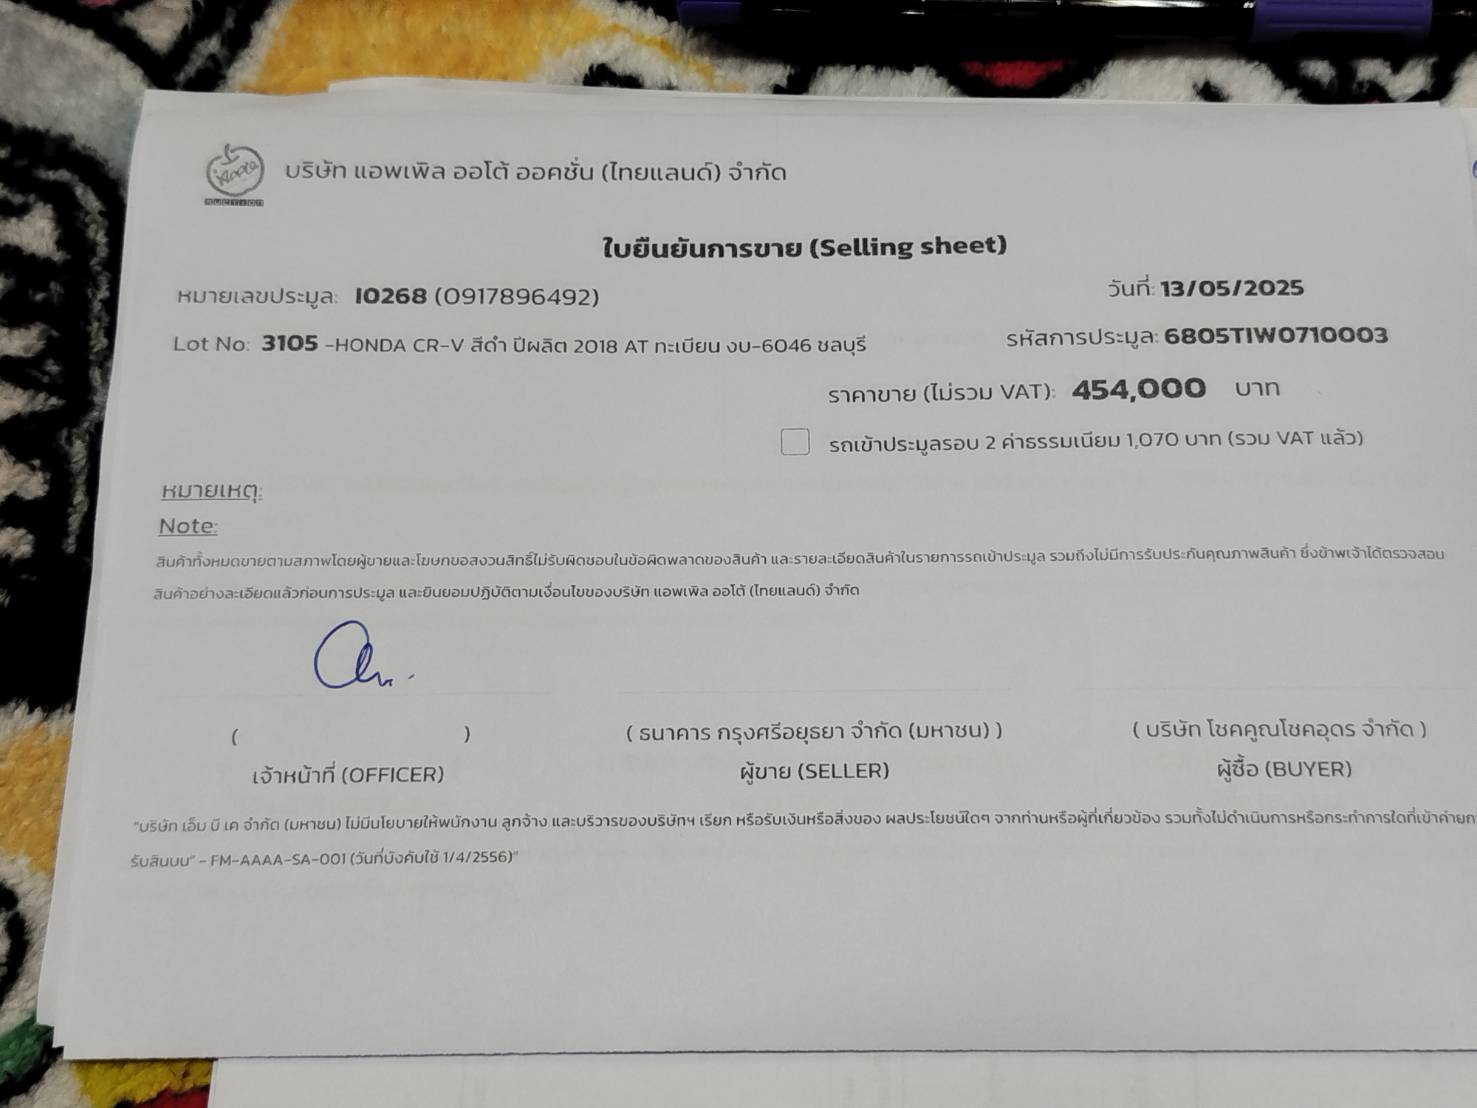 Apple
AUCTION
บริษัท แอพเพิล ออโต้ ออคชั่น (ไทยแลนด์) จำกัด
ใบยืนยันการขาย (Selling sheet)
หมายเลขประมูล: I0268 (0917896492)
วันที่: 13/05/2025
Lot No: 3105 -HONDA CR-V สีดำ ปีผลิต 2018 AT ทะเบียน งบ-6046 ชลบุรี
รหัสการประมูล: 6805TIW0710003
ราคาขาย (ไม่รวม VAT): 454,000 บาท
รถเข้าประมูลรอบ 2 ค่าธรรมเนียม 1,070 บาท (รวม VAT แล้ว)
หมายเหตุ:
Note:
สินค้าทั้งหมดขายตามสภาพโดยผู้ขายและโฆษกขอสงวนสิทธิ์ไม่รับผิดชอบในข้อผิดพลาดของสินค้า และรายละเอียดสินค้าในรายการรถเข้าประมูล รวมถึงไม่มีการรับประกันคุณภาพสินค้า ซึ่งข้าพเจ้าได้ตรวจสอบ
สินค้าอย่างละเอียดแล้วก่อนการประมูล และยินยอมปฏิบัติตามเงื่อนไขของบริษัท แอพเพิล ออโต้ (ไทยแลนด์) จำกัด
( )
( ธนาคาร กรุงศรีอยุธยา จำกัด (มหาชน) )
( บริษัท โชคคูณโชคอุดร จำกัด )
เจ้าหน้าที่ (OFFICER)
ผู้ขาย (SELLER)
ผู้ซื้อ (BUYER)
"บริษัท เอ็ม บี เค จำกัด (มหาชน) ไม่มีนโยบายให้พนักงาน ลูกจ้าง และบริวารของบริษัทฯ เรียก หรือรับเงินหรือสิ่งของ ผลประโยชน์ใดๆ จากท่านหรือผู้ที่เกี่ยวข้อง รวมทั้งไม่ดำเนินการหรือกระทำการใดที่เข้าค่าย
รับสินบน" - FM-AAAA-SA-001 (วันที่บังคับใช้ 1/4/2556)"